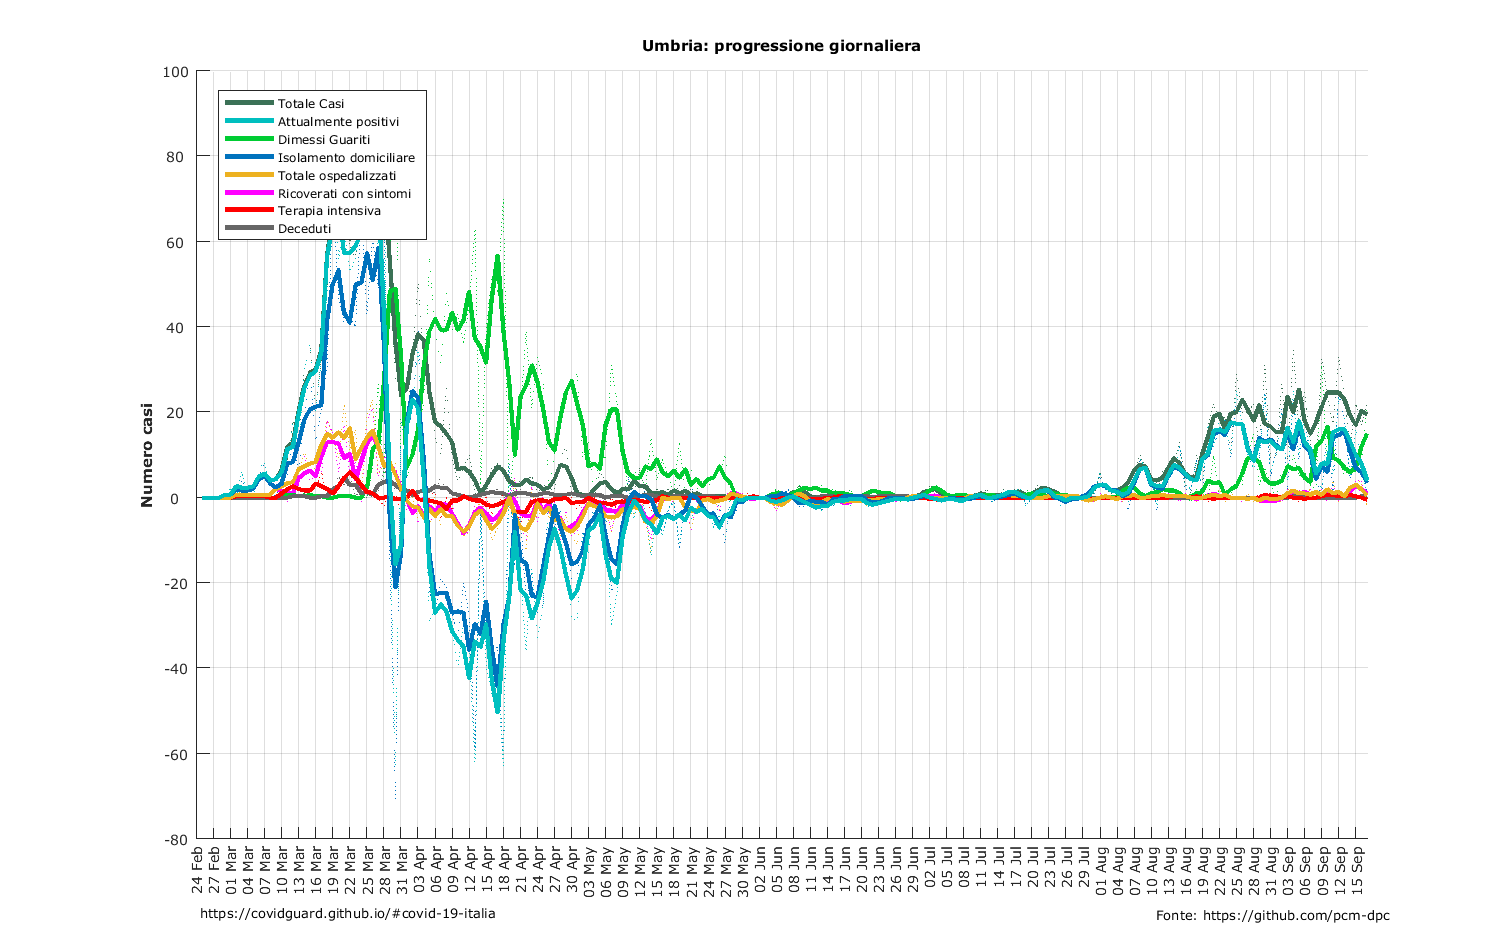 Umbria: progressione giornaliera
100
80
60
40
20
0
-20
-40
-60
-80
Numero casi
Totale Casi
Attualmente positivi
Dimessi Guariti
Isolamento domiciliare
Totale ospedalizzati
Ricoverati con sintomi
Terapia intensiva
Deceduti
24 Feb
27 Feb
01 Mar
04 Mar
07 Mar
10 Mar
13 Mar
16 Mar
19 Mar
22 Mar
25 Mar
28 Mar
31 Mar
03 Apr
06 Apr
09 Apr
12 Apr
15 Apr
18 Apr
21 Apr
24 Apr
27 Apr
30 Apr
03 May
06 May
09 May
12 May
15 May
18 May
21 May
24 May
27 May
30 May
02 Jun
05 Jun
08 Jun
11 Jun
14 Jun
17 Jun
20 Jun
23 Jun
26 Jun
29 Jun
02 Jul
05 Jul
08 Jul
11 Jul
14 Jul
17 Jul
20 Jul
23 Jul
26 Jul
29 Jul
01 Aug
04 Aug
07 Aug
10 Aug
13 Aug
16 Aug
19 Aug
22 Aug
25 Aug
28 Aug
31 Aug
03 Sep
06 Sep
09 Sep
12 Sep
15 Sep
https://covidguard.github.io/#covid-19-italia
Fonte: https://github.com/pcm-dpc